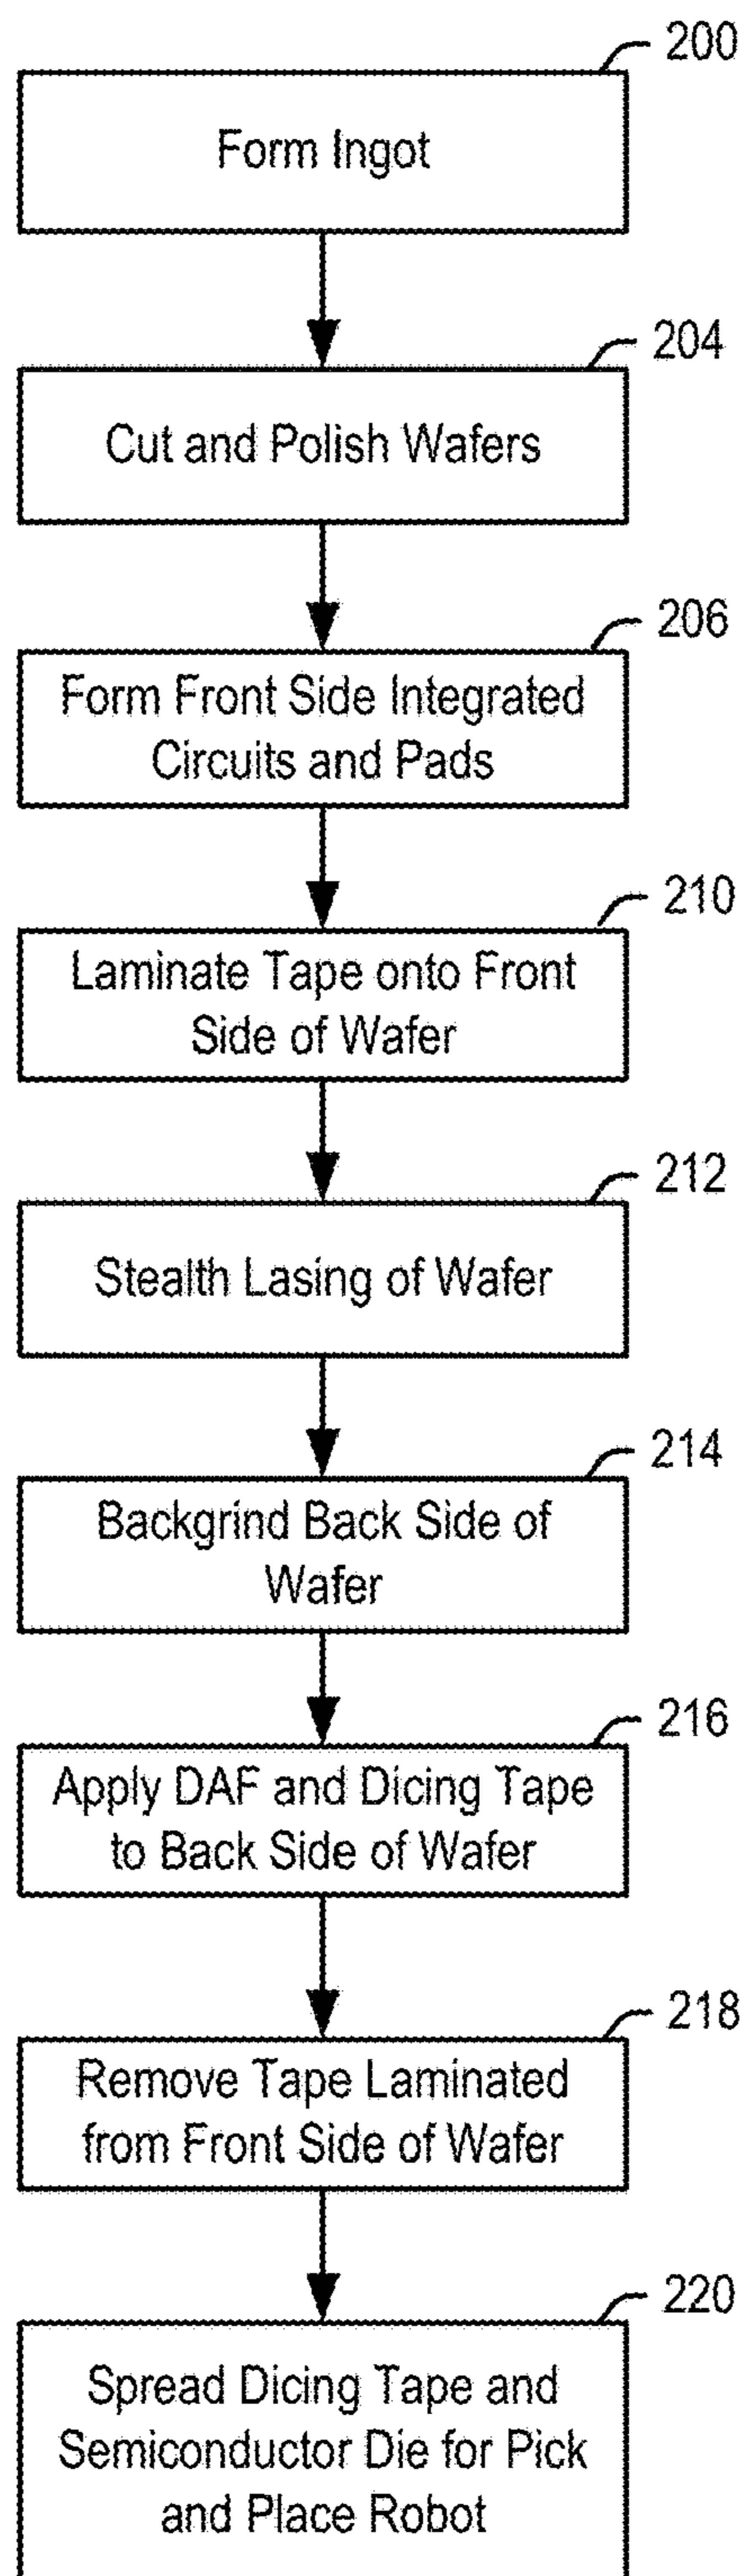 200
Form Ingot
204
Cut and Polish Wafers
206
Form Front Side Integrated
Circuits and Pads
210
Laminate Tape onto Front
Side of Wafer
212
Stealth Lasing of Wafer
214
Backgrind Back Side of
Wafer
216
Apply DAF and Dicing Tape
to Back Side of Wafer
218
Remove Tape Laminated
from Front Side of Wafer
220
Spread Dicing Tape and
Semiconductor Die for Pick
and Place Robot